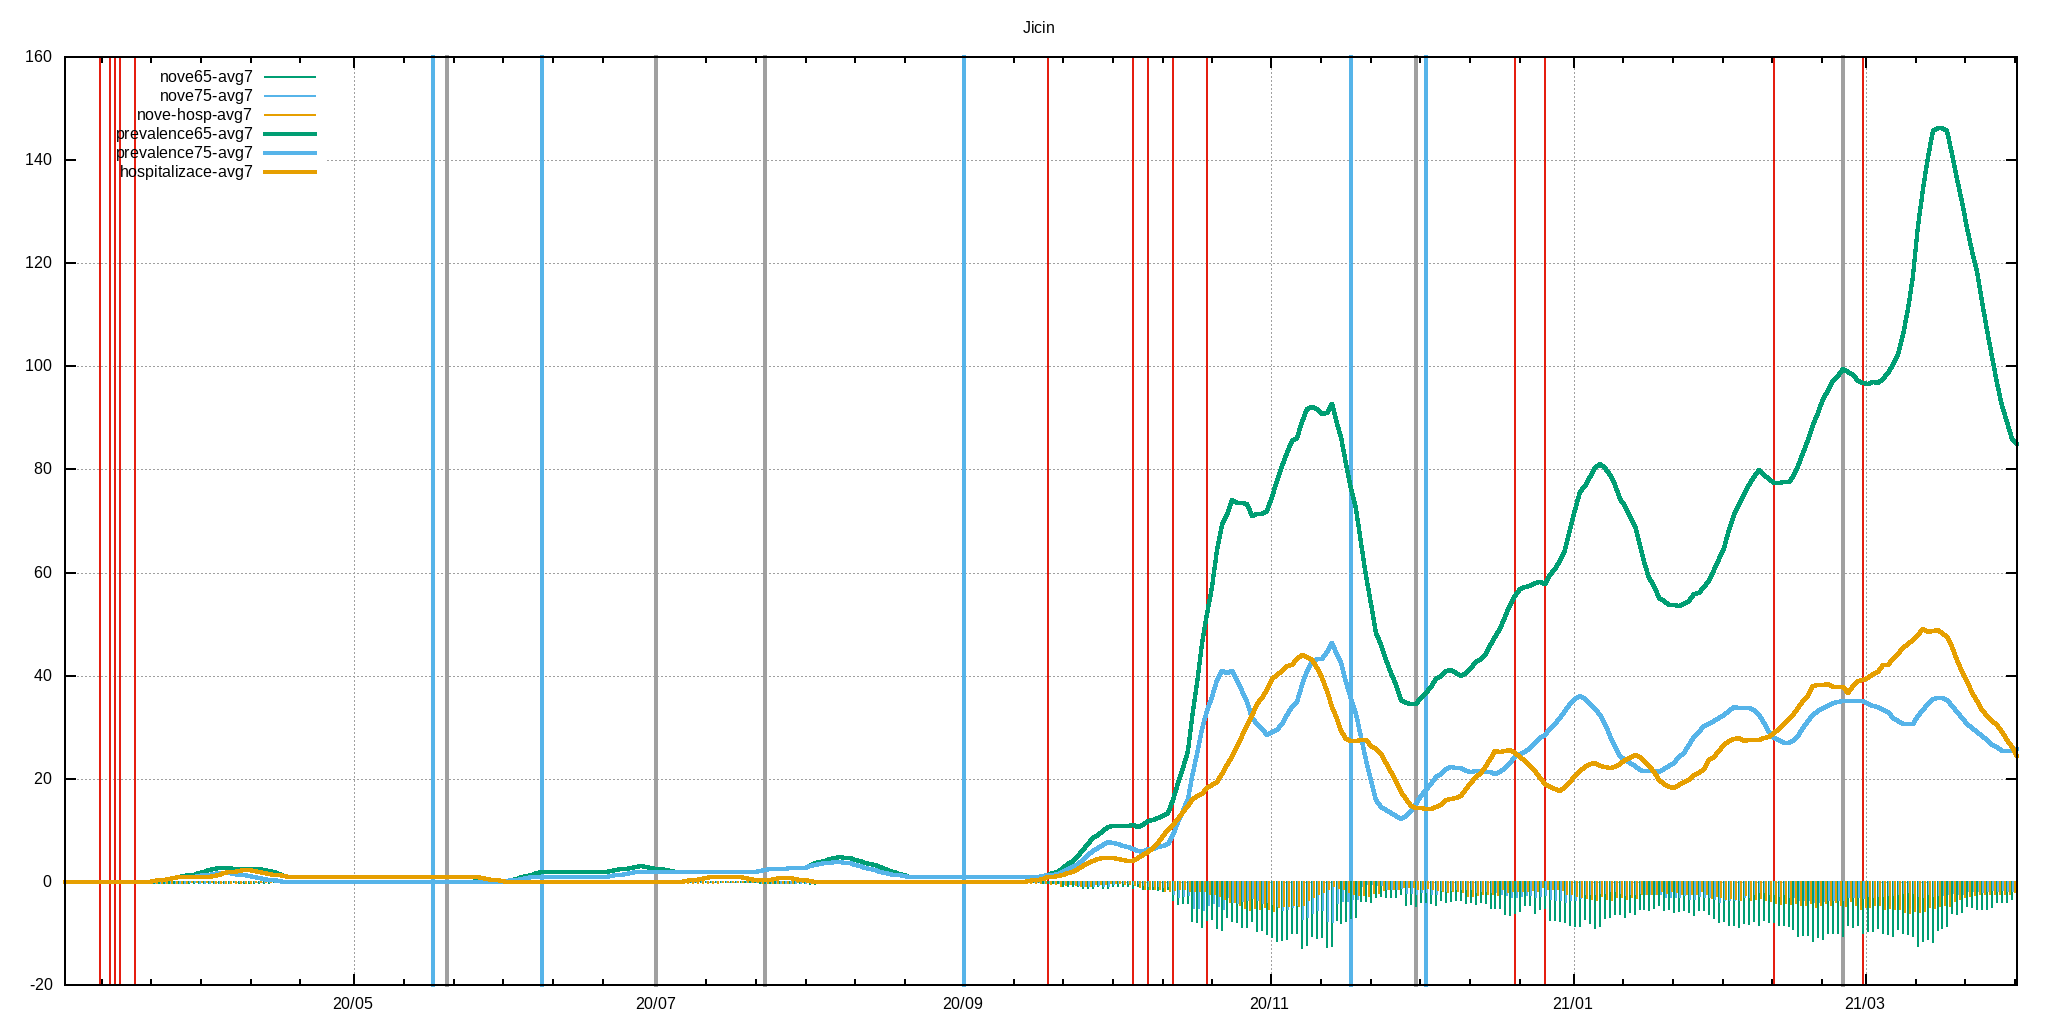 Jicin
160
nove65-avg7
nove75-avg7
nove-hosp-avg7
prevalence65-avg7
prevalence75-avg7
hospitalizace-avg7
140
120
100
80
60
40
20
0
-20
20/05 20/07 20/09 20/11 21/01 21/03